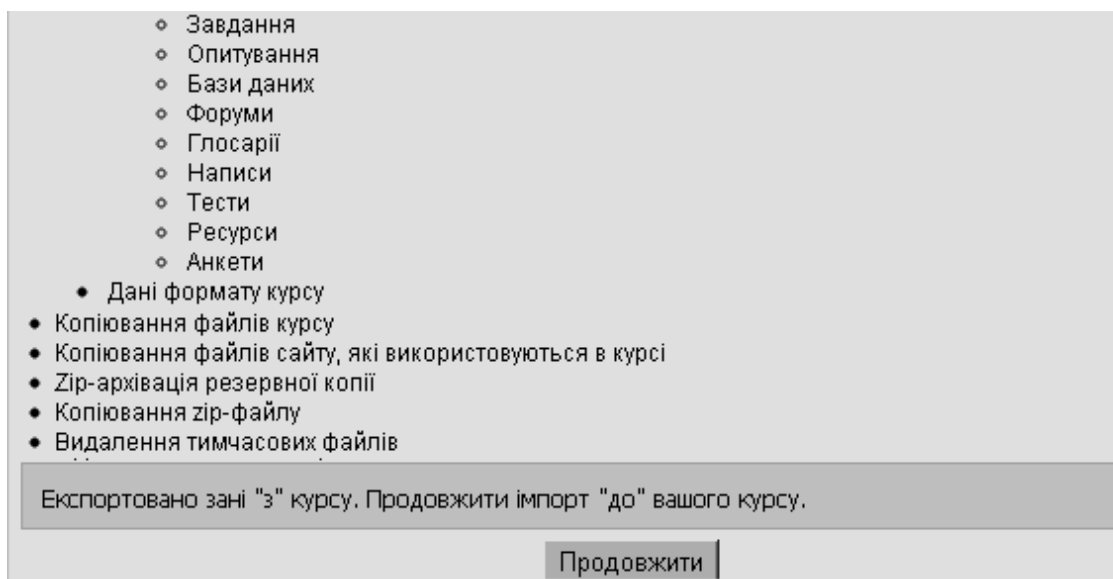 Завдання
Опитування
Бази даних
Форуми
Глосарії
Написи
Тести
Ресурси
Анкети
Дані формату курсу
Копіювання файлів курсу
Копіювання файлів сайту, які використовуються в курсі
Zip-архівація резервної копії
Копіювання zip-файлу
Видалення тимчасових файлів
Експортовано зані "з" курсу. Продовжити імпорт "до" вашого курсу.
Продовжити